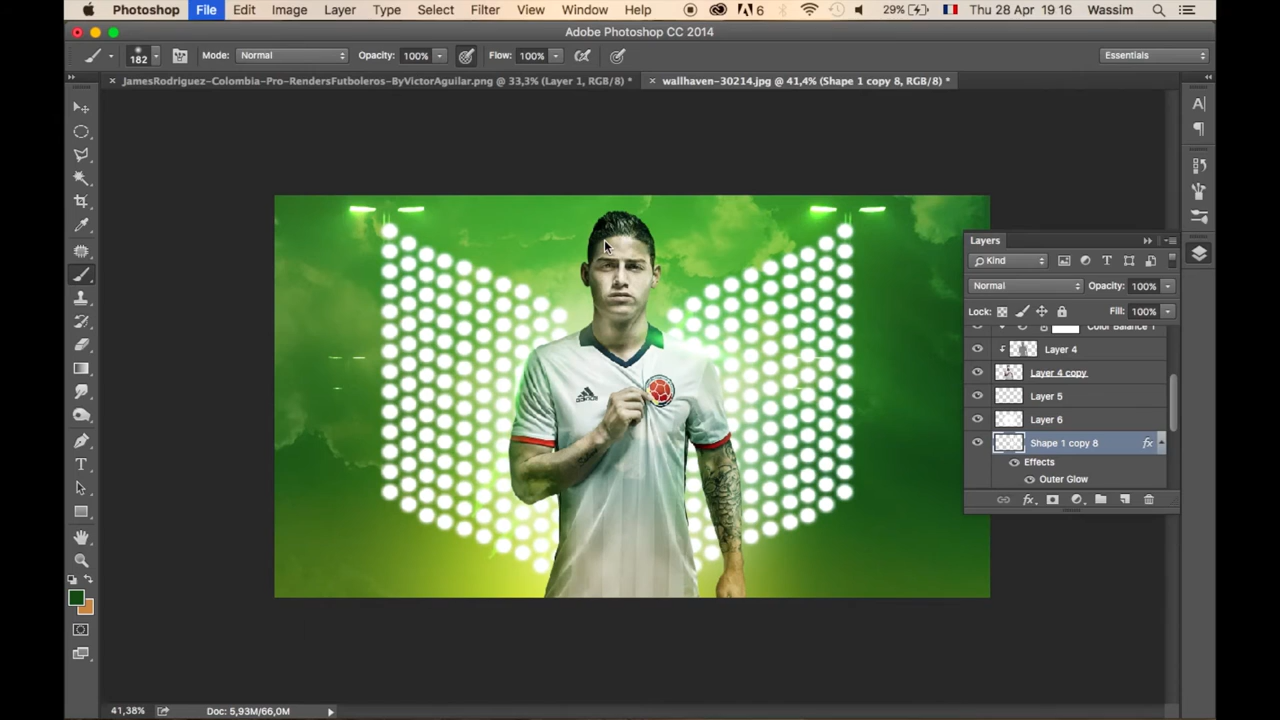 Photoshop File Edit Image Layer Type Select Filter View Window Help 6 29% Thu 28 Apr 19 16 Wassim
Adobe Photoshop CC 2014
182 Mode: Normal Opacity: 100% Flow: 100% Essentials
JamesRodriguez-Colombia-Pro-RendersFutboleros-ByVictorAguilar.png @ 33,3% (Layer 1, RGB/8) * wallhaven-30214.jpg @ 41,4% (Shape 1 copy 8, RGB/8) *
Layers
Kind
Normal Opacity: 100%
Lock: Fill: 100%
Color Balance 1
Layer 4
Layer 4 copy
Layer 5
Layer 6
Shape 1 copy 8 fx
Effects
Outer Glow
adidas
41,38% Doc: 5,93M/66,0M